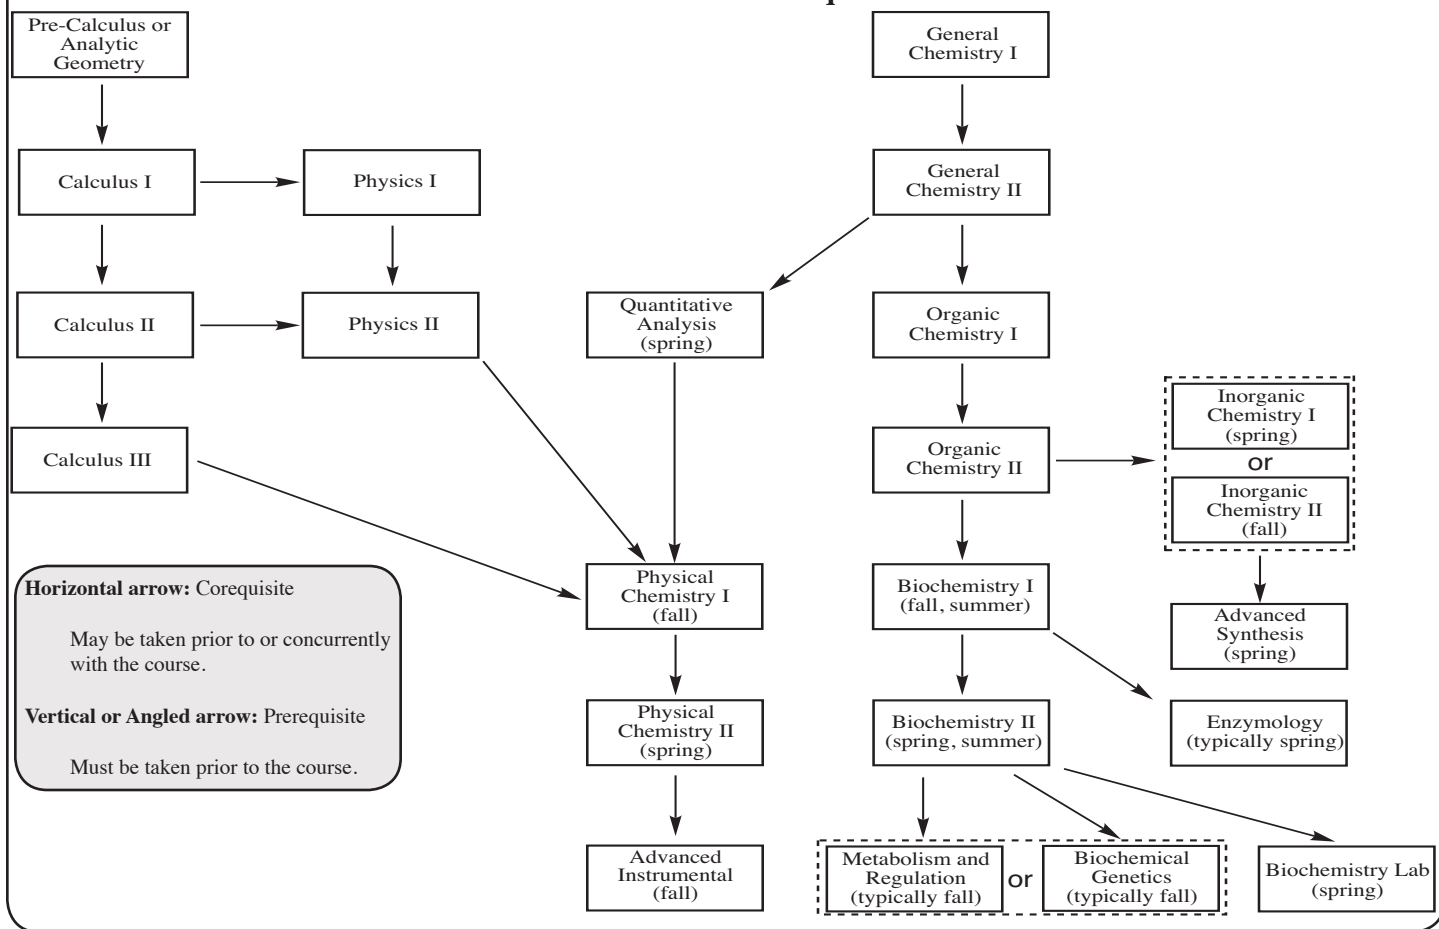 Pre-Calculus or
Analytic
Geometry
General
Chemistry I
Calculus I
Physics I
General
Chemistry II
Calculus II
Physics II
Quantitative
Analysis
(spring)
Organic
Chemistry I
Calculus III
Organic
Chemistry II
Inorganic
Chemistry I
(spring)
or
Inorganic
Chemistry II
(fall)
Horizontal arrow: Corequisite
May be taken prior to or concurrently
with the course.
Vertical or Angled arrow: Prerequisite
Must be taken prior to the course.
Physical
Chemistry I
(fall)
Biochemistry I
(fall, summer)
Advanced
Synthesis
(spring)
Physical
Chemistry II
(spring)
Biochemistry II
(spring, summer)
Enzymology
(typically spring)
Advanced
Instrumental
(fall)
Metabolism and
Regulation
(typically fall)
or
Biochemical
Genetics
(typically fall)
Biochemistry Lab
(spring)